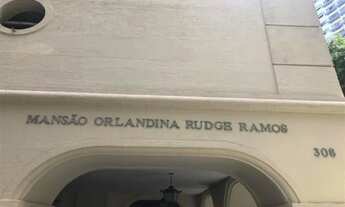 MANSÃO ORLANDINA RUDGE RAMOS
308